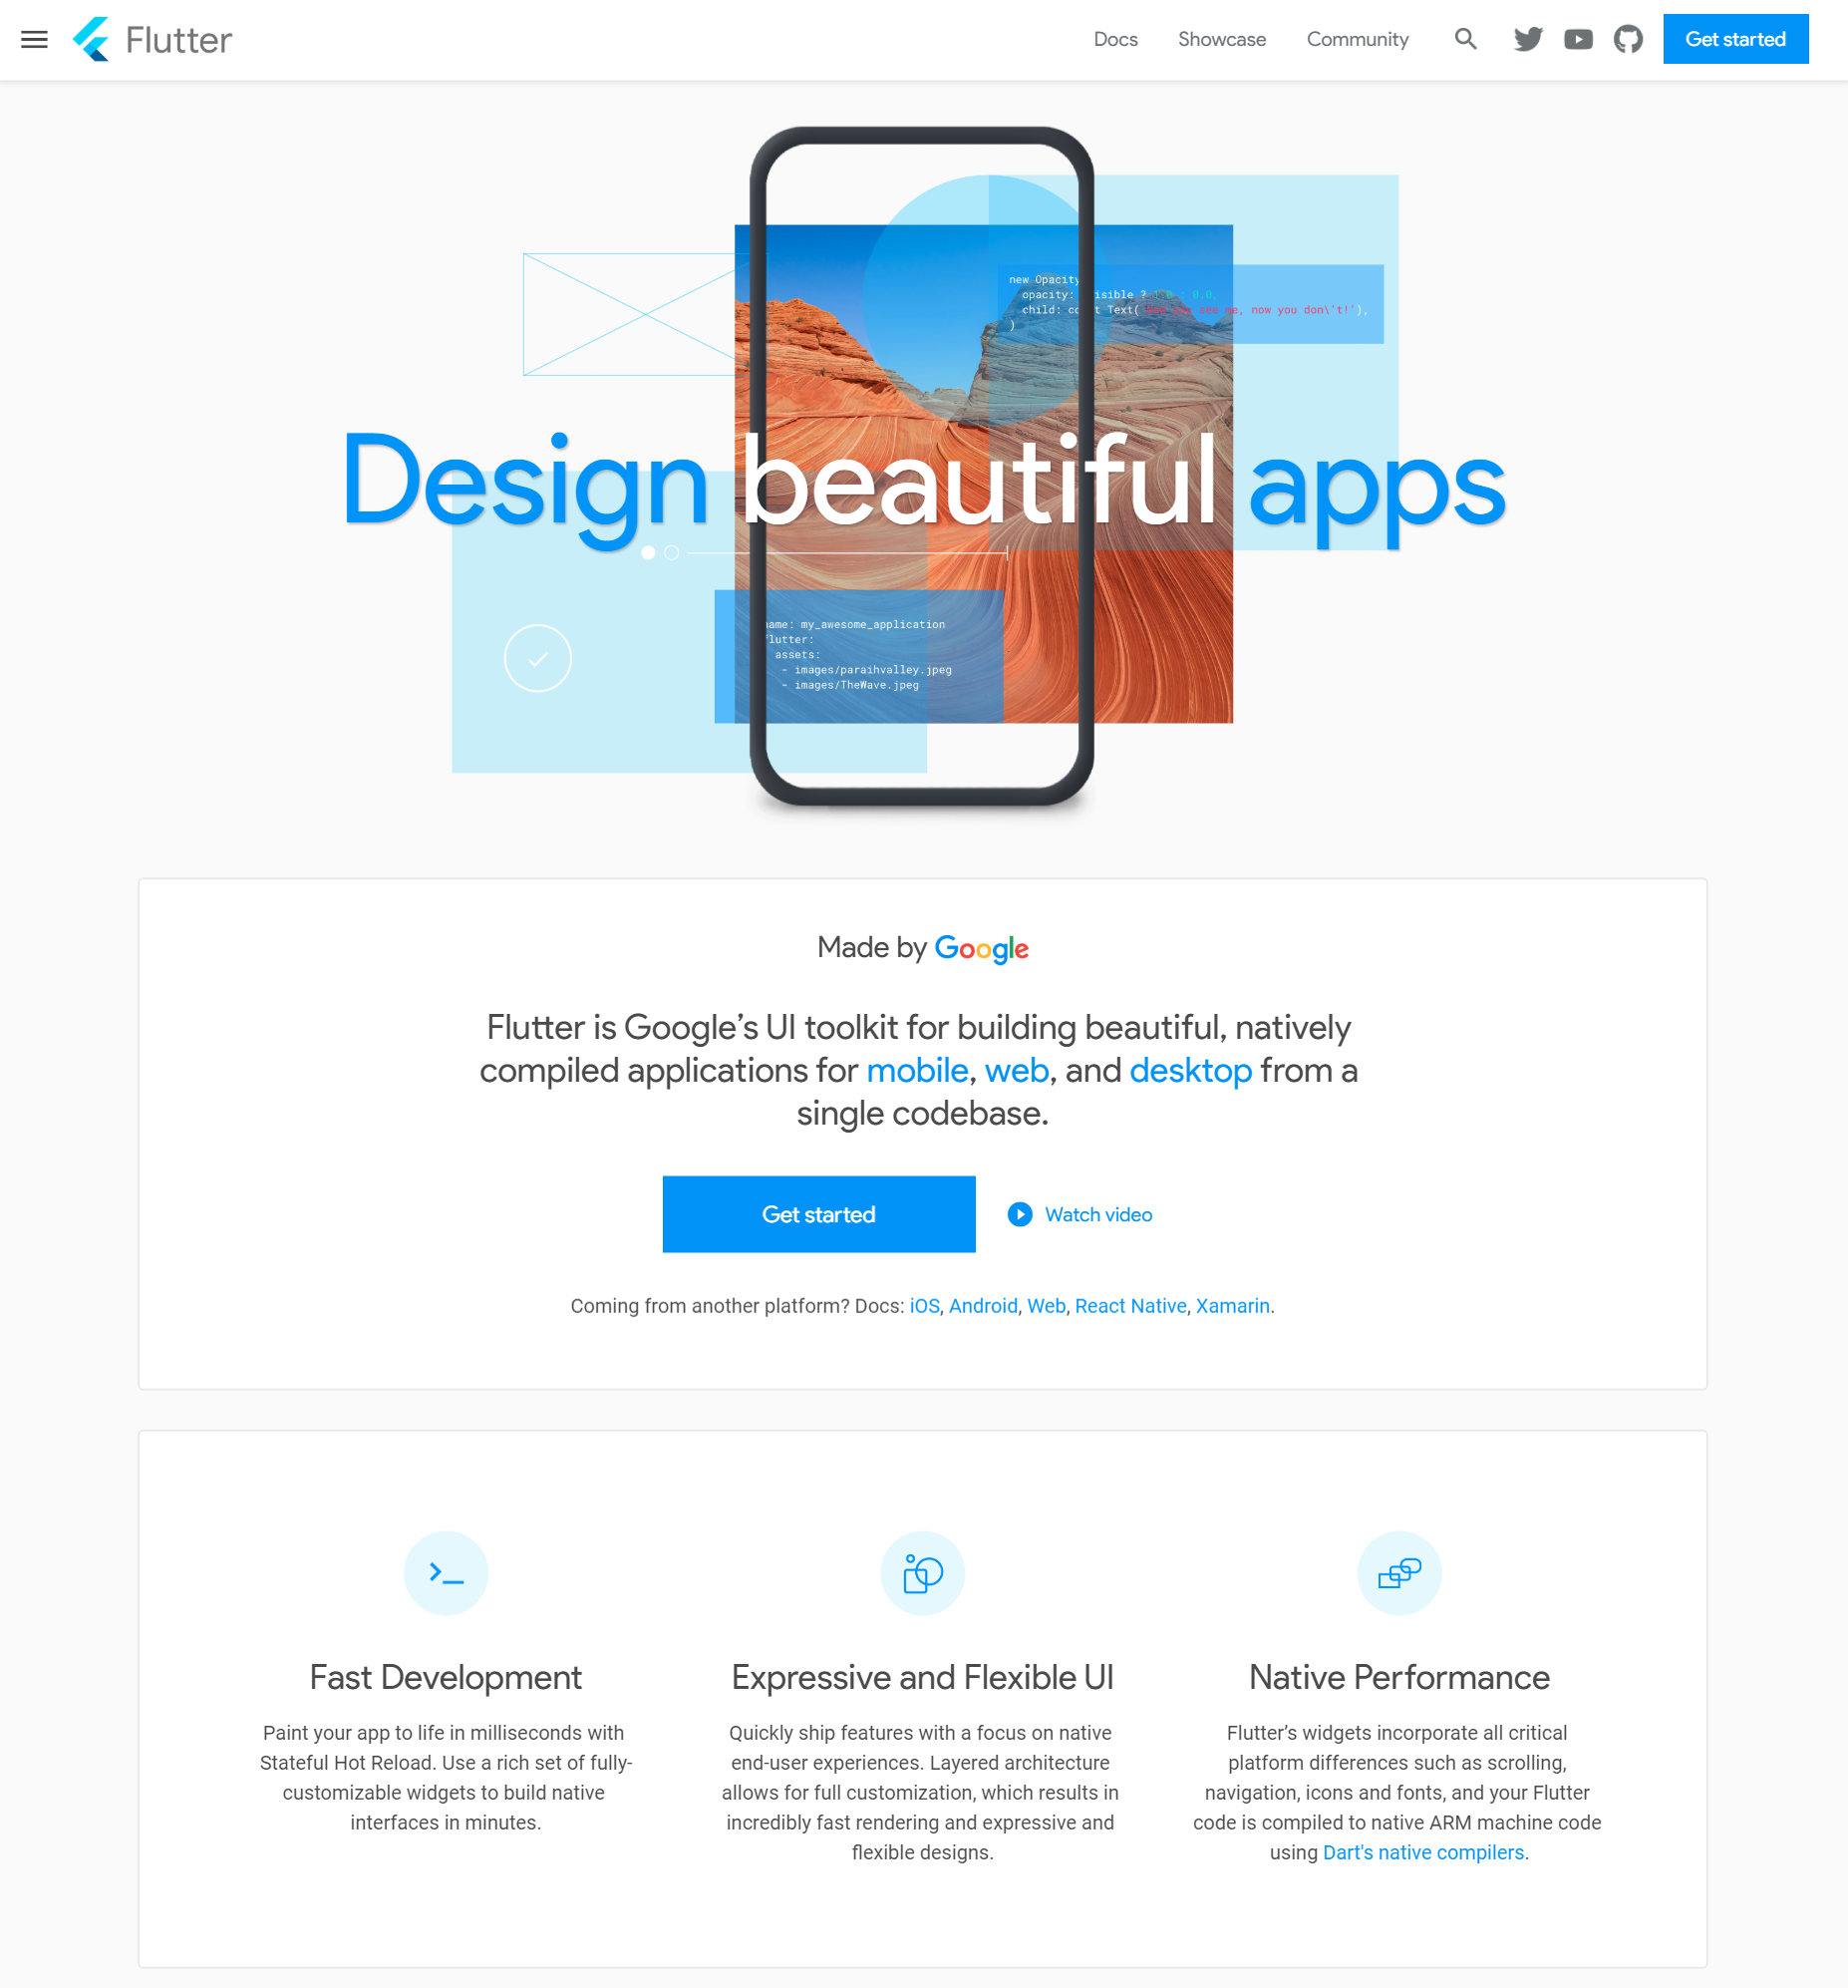 Flutter
Docs
Showcase
Community
Get started
new Opacity
opacity: isible ? : 0.0,
child: co t Text( see me, now you don\'t!'),
)
Design beautiful apps
name: my_awesome_application
flutter:
assets:
- images/paraihvalley.jpeg
- images/TheWave.jpeg
Made by Google
Flutter is Google’s UI toolkit for building beautiful, natively
compiled applications for mobile, web, and desktop from a
single codebase.
Get started
Watch video
Coming from another platform? Docs: iOS, Android, Web, React Native, Xamarin.
Fast Development
Paint your app to life in milliseconds with
Stateful Hot Reload. Use a rich set of fully-
customizable widgets to build native
interfaces in minutes.
Expressive and Flexible UI
Quickly ship features with a focus on native
end-user experiences. Layered architecture
allows for full customization, which results in
incredibly fast rendering and expressive and
flexible designs.
Native Performance
Flutter’s widgets incorporate all critical
platform differences such as scrolling,
navigation, icons and fonts, and your Flutter
code is compiled to native ARM machine code
using Dart's native compilers.